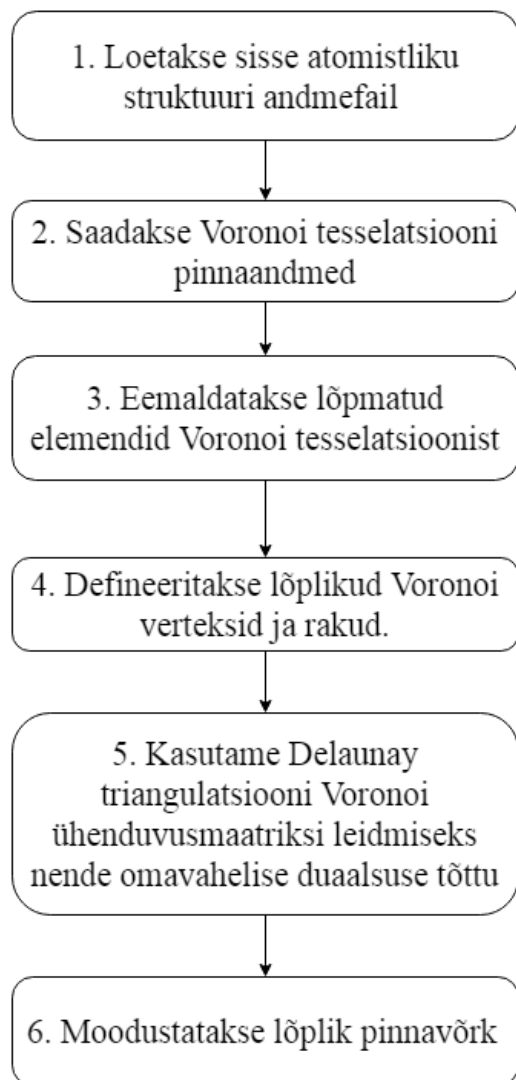 1. Loetakse sisse atomistliku
struktuuri andmefail
2. Saadakse Voronoi tesselatsiooni
pinnaandmed
3. Eemaldatakse lõpmatud
elemendid Voronoi tesselatsioonist
4. Defineeritakse lõplikud Voronoi
verteksid ja rakud.
5. Kasutame Delaunay
triangulatsiooni Voronoi
ühenduvusmaatriksi leidmiseks
nende omavahelise duaalsuse tõttu
6. Moodustatakse lõplik pinnavõrk